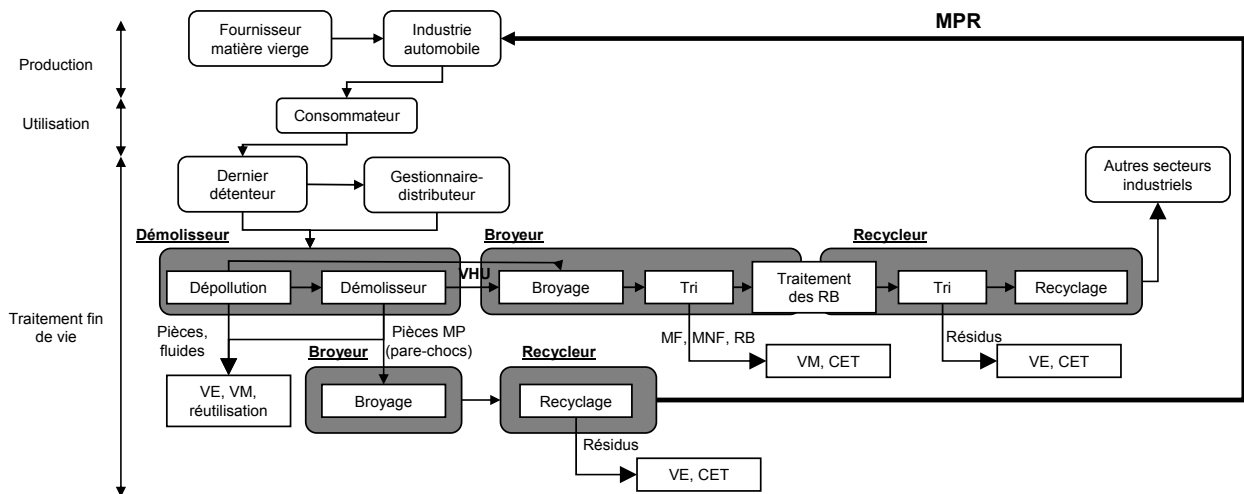 MPR
Fournisseur
matière vierge
Industrie
automobile
Production
Consommateur
Utilisation
Dernier
détenteur
Gestionnaire-
distributeur
Autres secteurs
industriels
Démolisseur
Broyeur
Recycleur
Dépollution
Démolisseur
VHU
Broyage
Tri
Traitement
des RB
Tri
Recyclage
Traitement fin
de vie
Pièces,
fluides
Pièces MP
(pare-chocs)
MF, MNF, RB
Résidus
VM, CET
VE, CET
Broyeur
Recycleur
VE, VM,
réutilisation
Broyage
Recyclage
Résidus
VE, CET